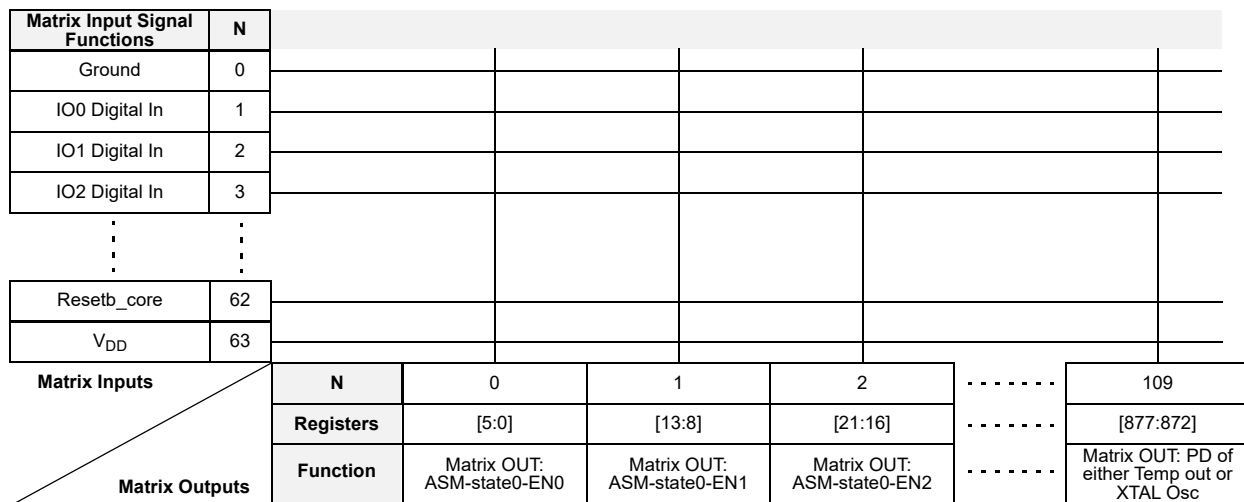 Matrix Input Signal
Functions
N
Ground
0
IO0 Digital In
1
IO1 Digital In
2
IO2 Digital In
3
Resetb_core
62
VDD
63
Matrix Inputs
N
0
1
2
109
Registers
[5:0]
[13:8]
[21:16]
[877:872]
Matrix Outputs
Function
Matrix OUT:
ASM-state0-EN0
Matrix OUT:
ASM-state0-EN1
Matrix OUT:
ASM-state0-EN2
Matrix OUT: PD of
either Temp out or
XTAL Osc